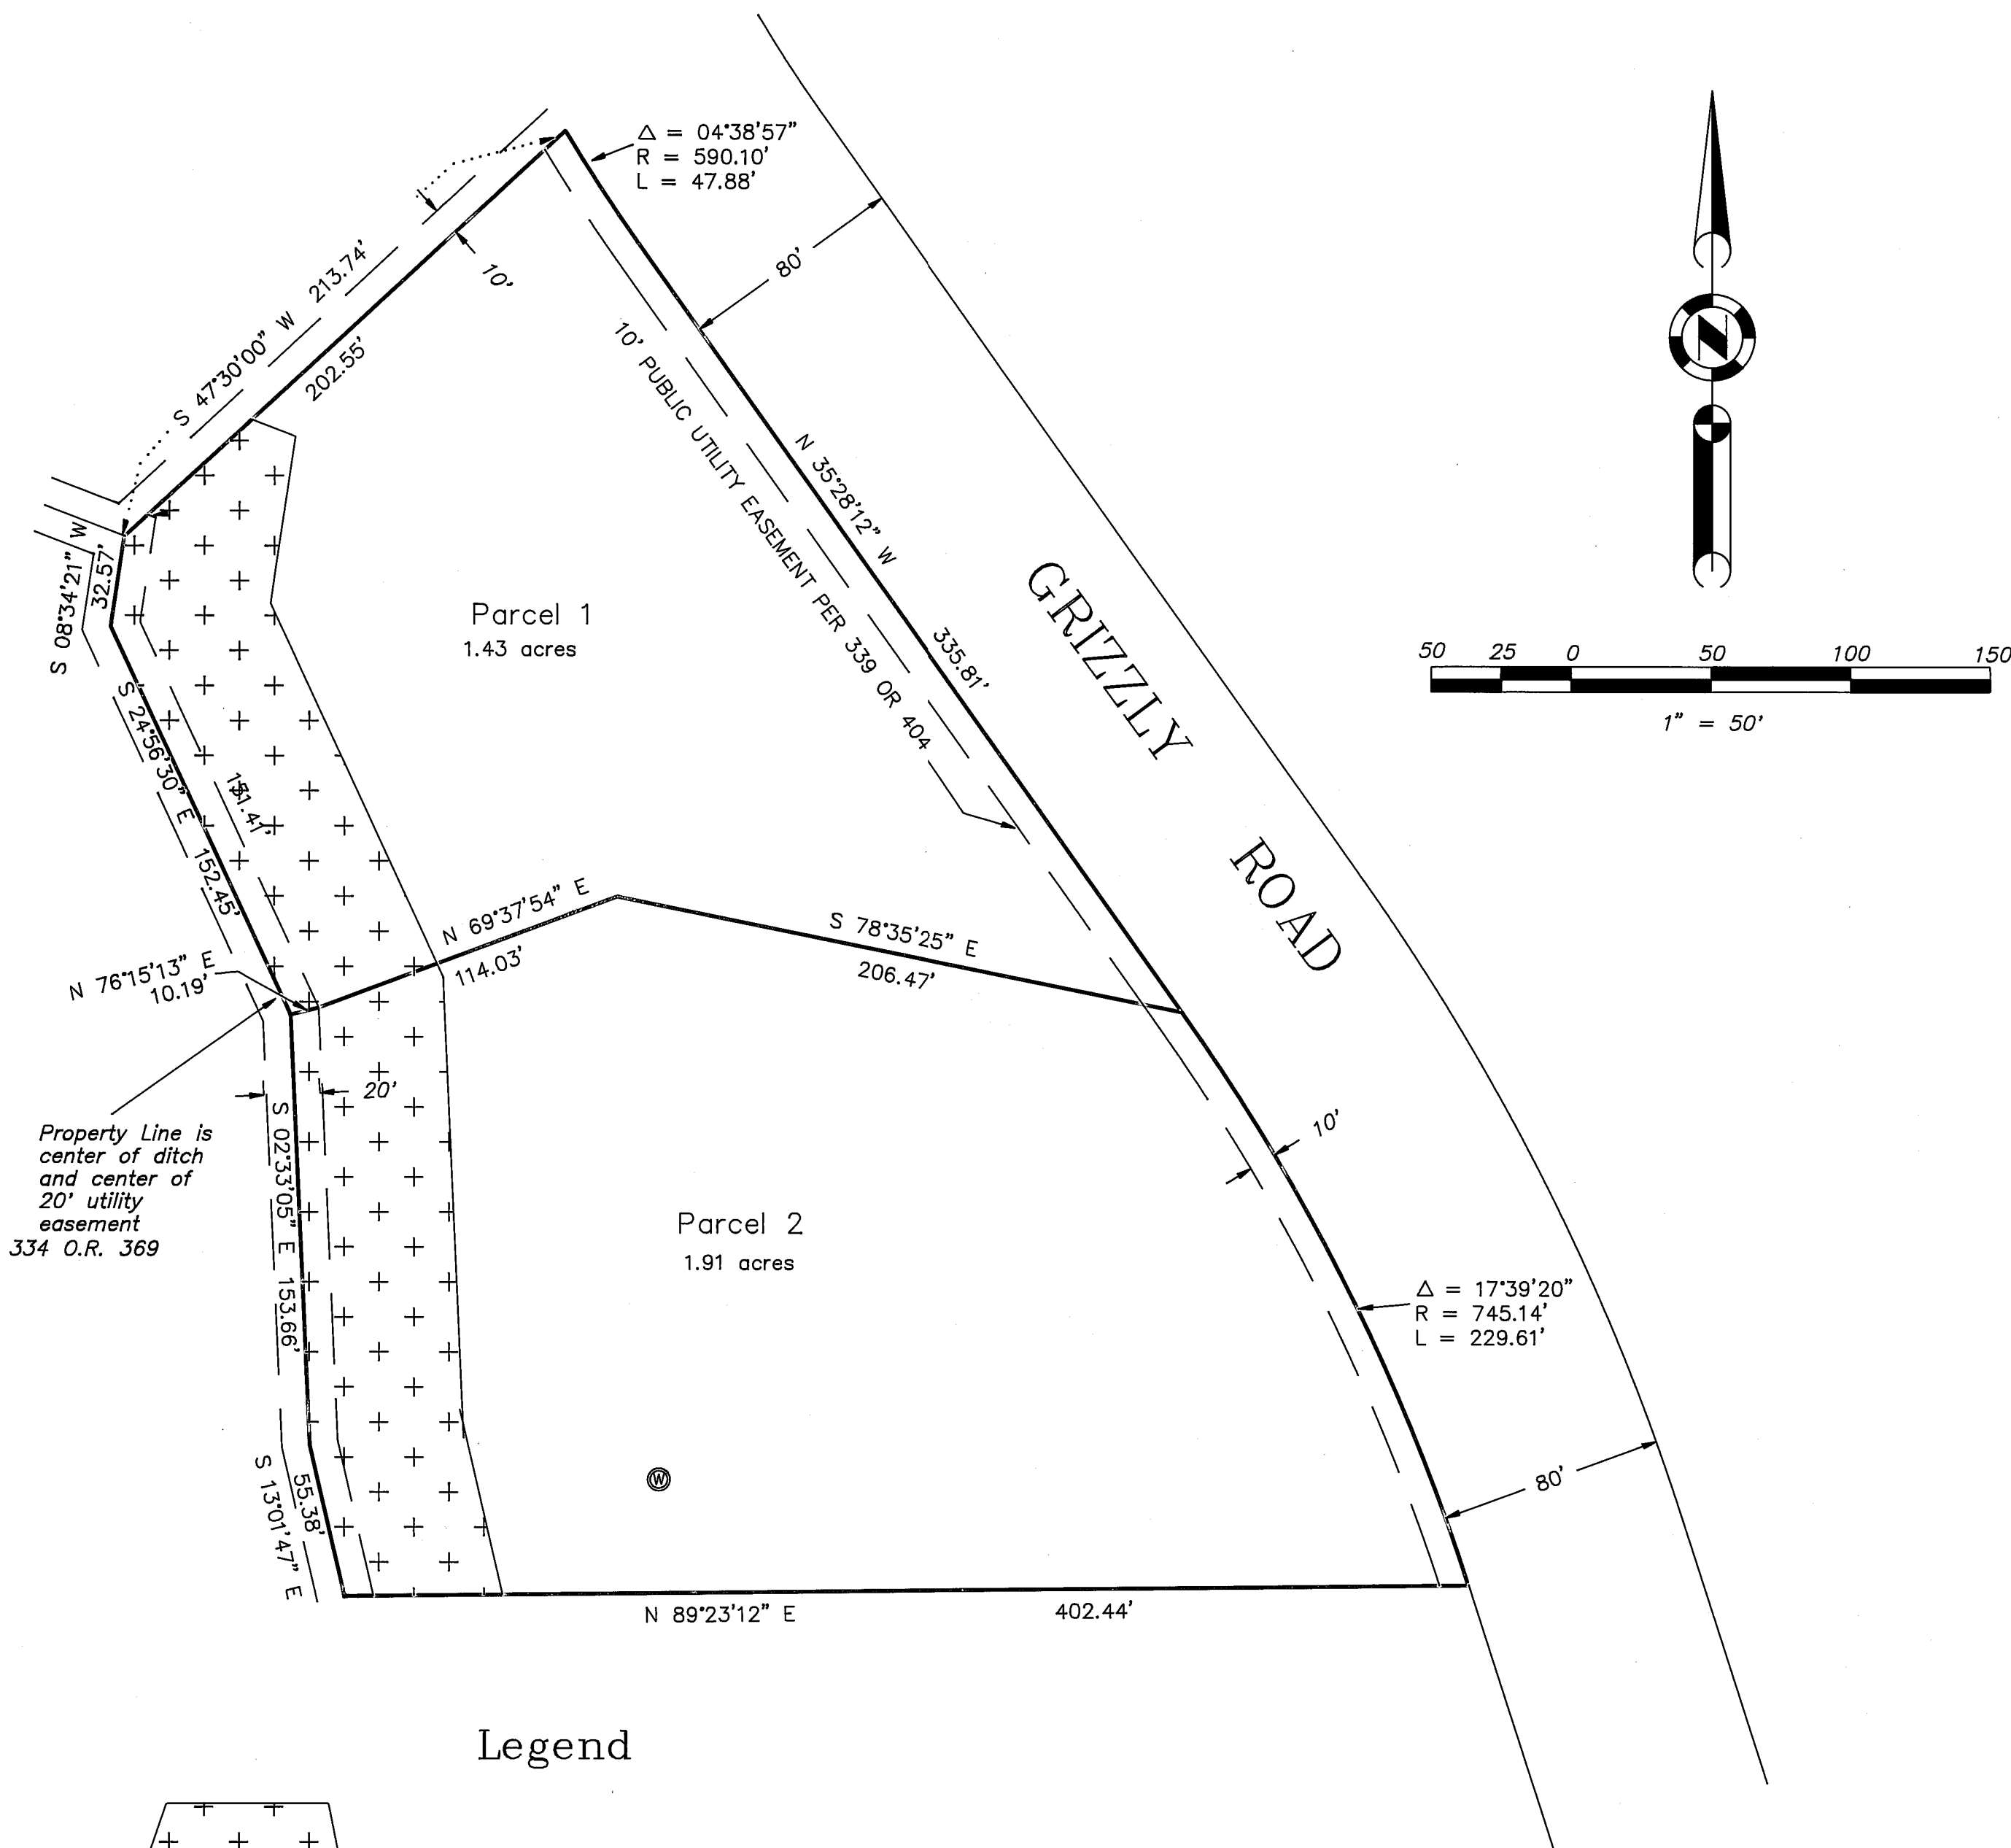 Δ = 04°38'57"
R = 590.10'
L = 47.88'
80'
10'
S 47°30'00" W 213.74'
202.55'
10' PUBLIC UTILITY EASEMENT PER 339 OR 404
N 35°28'12" W
335.81'
GRIZZLY ROAD
N
50 25 0 50 100 150
1" = 50'
S 08°34'21" W
32.57'
Parcel 1
1.43 acres
S 24°56'30" E 152.45'
151.41'
N 76°15'13" E
10.19'
N 69°37'54" E
114.03'
S 78°35'25" E
206.47'
20'
10'
Property Line is
center of ditch
and center of
20' utility
easement
334 O.R. 369
S 02°33'05" E 153.66'
Parcel 2
1.91 acres
Δ = 17°39'20"
R = 745.14'
L = 229.61'
80'
W
S 13°01'47" E
55.38'
N 89°23'12" E 402.44'
Legend